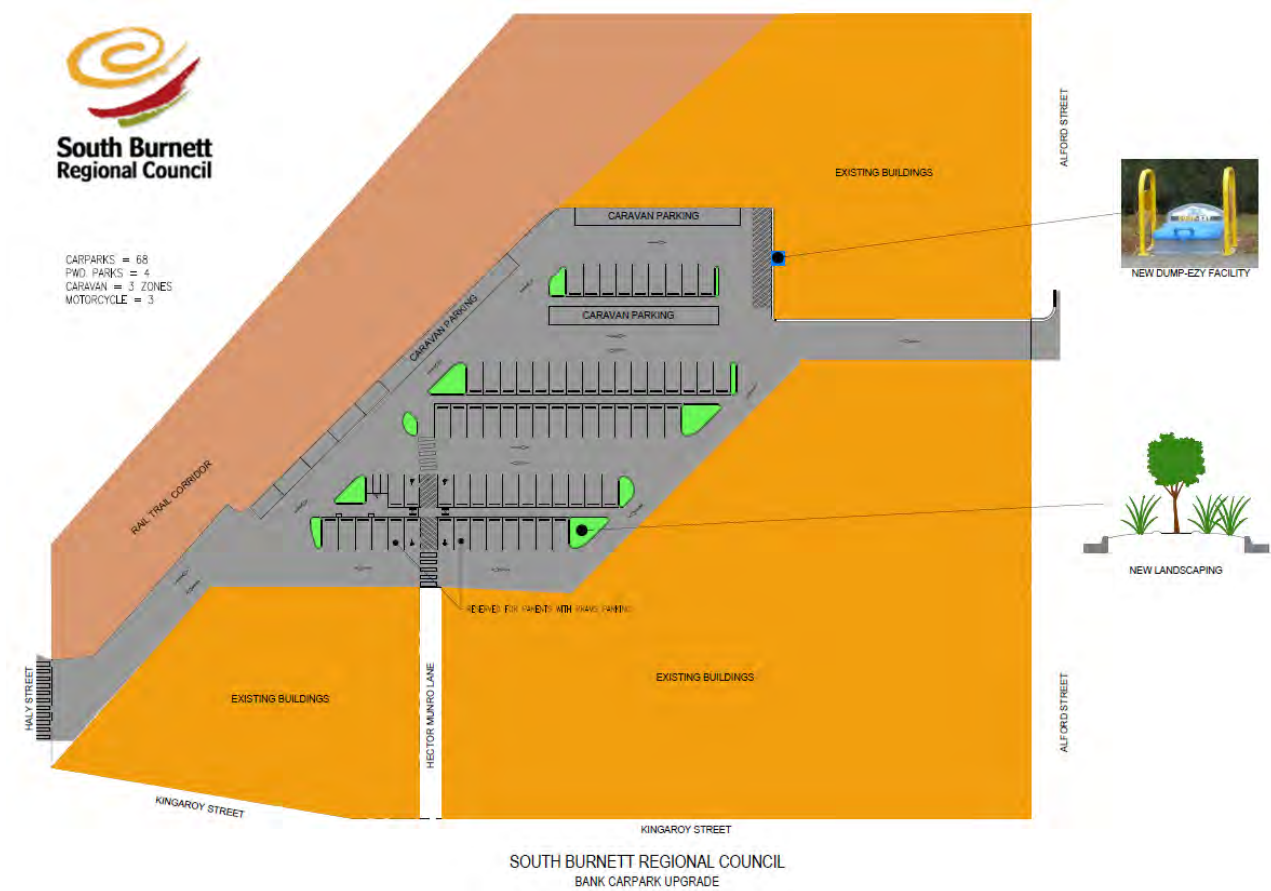 South Burnett
Regional Council
CARPARKS = 68
PWD. PARKS = 4
CARAVAN = 3 ZONES
MOTORCYCLE = 3
ALFORD STREET
EXISTING BUILDINGS
CARAVAN PARKING
NEW DUMP-EZY FACILITY
CARAVAN PARKING
CARAVAN PARKING
RAIL TRAIL CORRIDOR
NEW LANDSCAPING
RESERVED FOR PARENTS WITH PRAMS PARKING
HALY STREET
EXISTING BUILDINGS
HECTOR MUNRO LANE
EXISTING BUILDINGS
ALFORD STREET
KINGAROY STREET
KINGAROY STREET
SOUTH BURNETT REGIONAL COUNCIL
BANK CARPARK UPGRADE